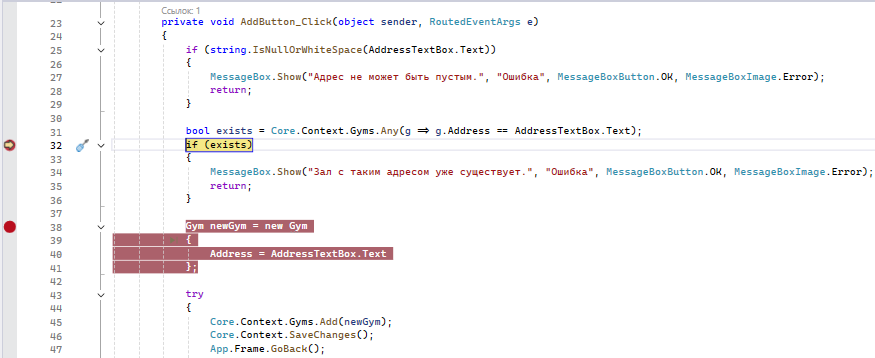 Ссылок: 1
23 private void AddButton_Click(object sender, RoutedEventArgs e)
24 {
25 if (string.IsNullOrWhiteSpace(AddressTextBox.Text))
26 {
27 MessageBox.Show("Адрес не может быть пустым.", "Ошибка", MessageBoxButton.OK, MessageBoxImage.Error);
28 return;
29 }
30
31 bool exists = Core.Context.Gyms.Any(g => g.Address == AddressTextBox.Text);
32 if (exists)
33 {
34 MessageBox.Show("Зал с таким адресом уже существует.", "Ошибка", MessageBoxButton.OK, MessageBoxImage.Error);
35 return;
36 }
37
38 Gym newGym = new Gym
39 {
40 Address = AddressTextBox.Text
41 };
42
43 try
44 {
45 Core.Context.Gyms.Add(newGym);
46 Core.Context.SaveChanges();
47 App.Frame.GoBack();